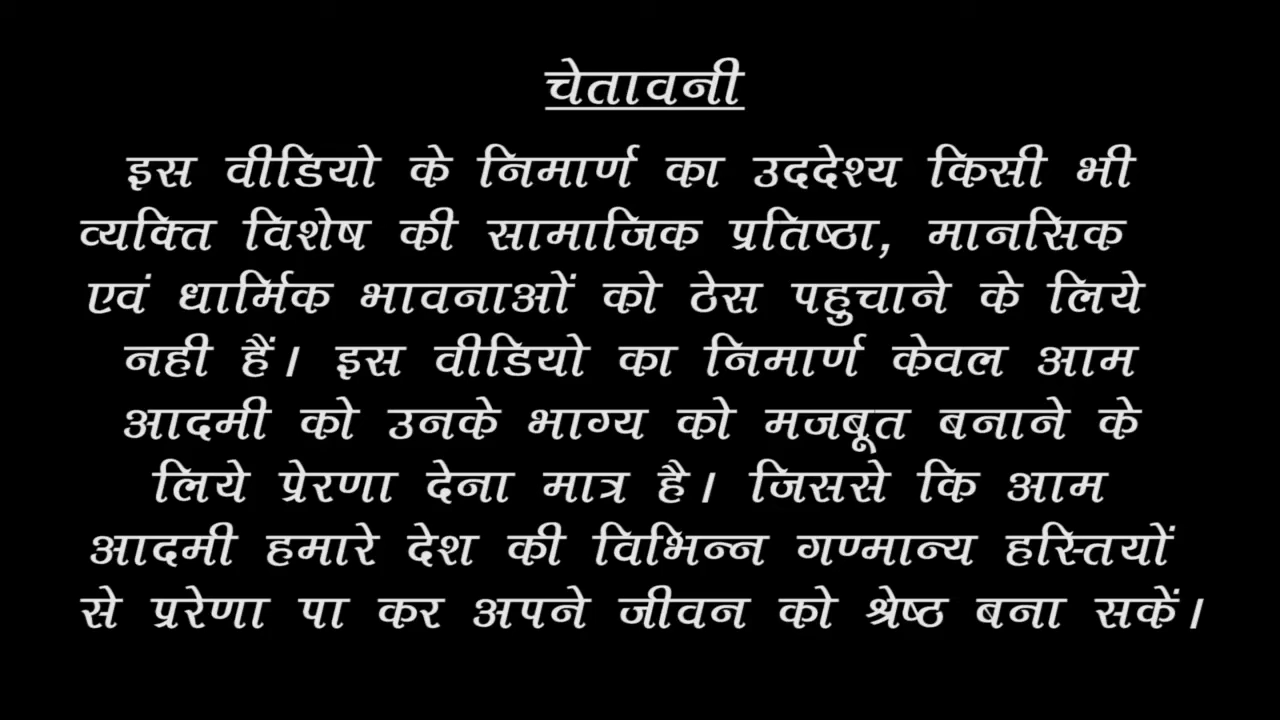 चेतावनी
इस वीडियो के निमार्ण का उददेश्य किसी भी
व्यक्ति विशेष की सामाजिक प्रतिष्ठा, मानसिक
एवं धार्मिक भावनाओं को ठेस पहुचाने के लिये
नही हैं। इस वीडियो का निमार्ण केवल आम
आदमी को उनके भाग्य को मजबूत बनाने के
लिये प्रेरणा देना मात्र है। जिससे कि आम
आदमी हमारे देश की विभिन्न गण्मान्य हस्तियों
से प्ररेणा पा कर अपने जीवन को श्रेष्ठ बना सकें।